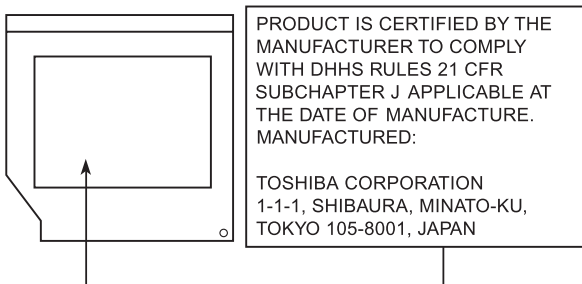 PRODUCT IS CERTIFIED BY THE
MANUFACTURER TO COMPLY
WITH DHHS RULES 21 CFR
SUBCHAPTER J APPLICABLE AT
THE DATE OF MANUFACTURE.
MANUFACTURED:
TOSHIBA CORPORATION
1-1-1, SHIBAURA, MINATO-KU,
TOKYO 105-8001, JAPAN